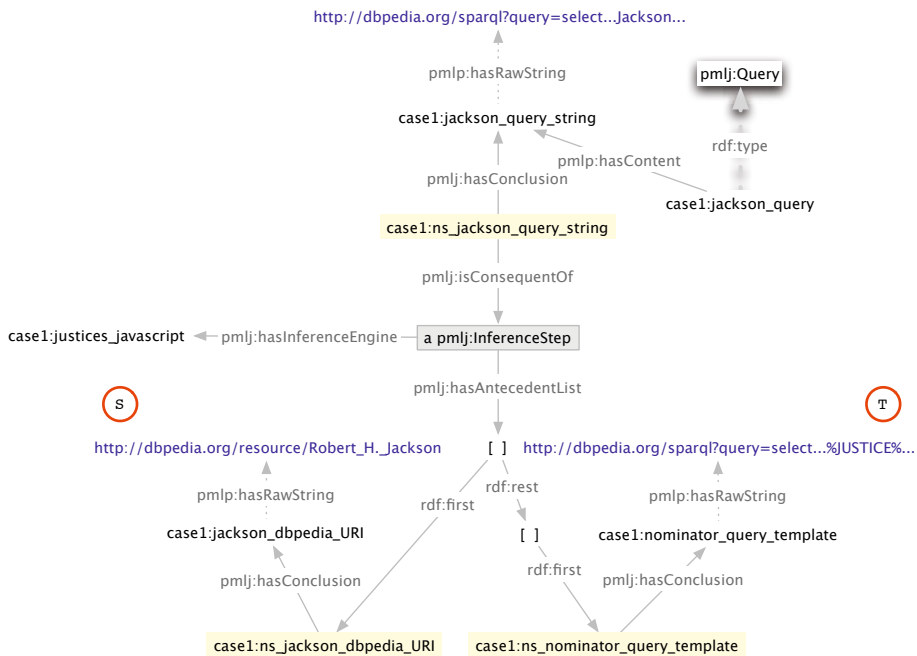 http://dbpedia.org/sparql?query=select...Jackson...
pmlp:hasRawString
pmlj:Query
case1:jackson_query_string
rdf:type
pmlp:hasContent
pmlj:hasConclusion
case1:jackson_query
case1:ns_jackson_query_string
pmlj:isConsequentOf
case1:justices_javascript
pmlj:hasInferenceEngine
a pmlj:InferenceStep
pmlj:hasAntecedentList
S
T
http://dbpedia.org/resource/Robert_H._Jackson
[ ]
http://dbpedia.org/sparql?query=select...%JUSTICE%...
pmlp:hasRawString
rdf:first
rdf:rest
pmlp:hasRawString
case1:jackson_dbpedia_URI
[ ]
case1:nominator_query_template
pmlj:hasConclusion
rdf:first
pmlj:hasConclusion
case1:ns_jackson_dbpedia_URI
case1:ns_nominator_query_template